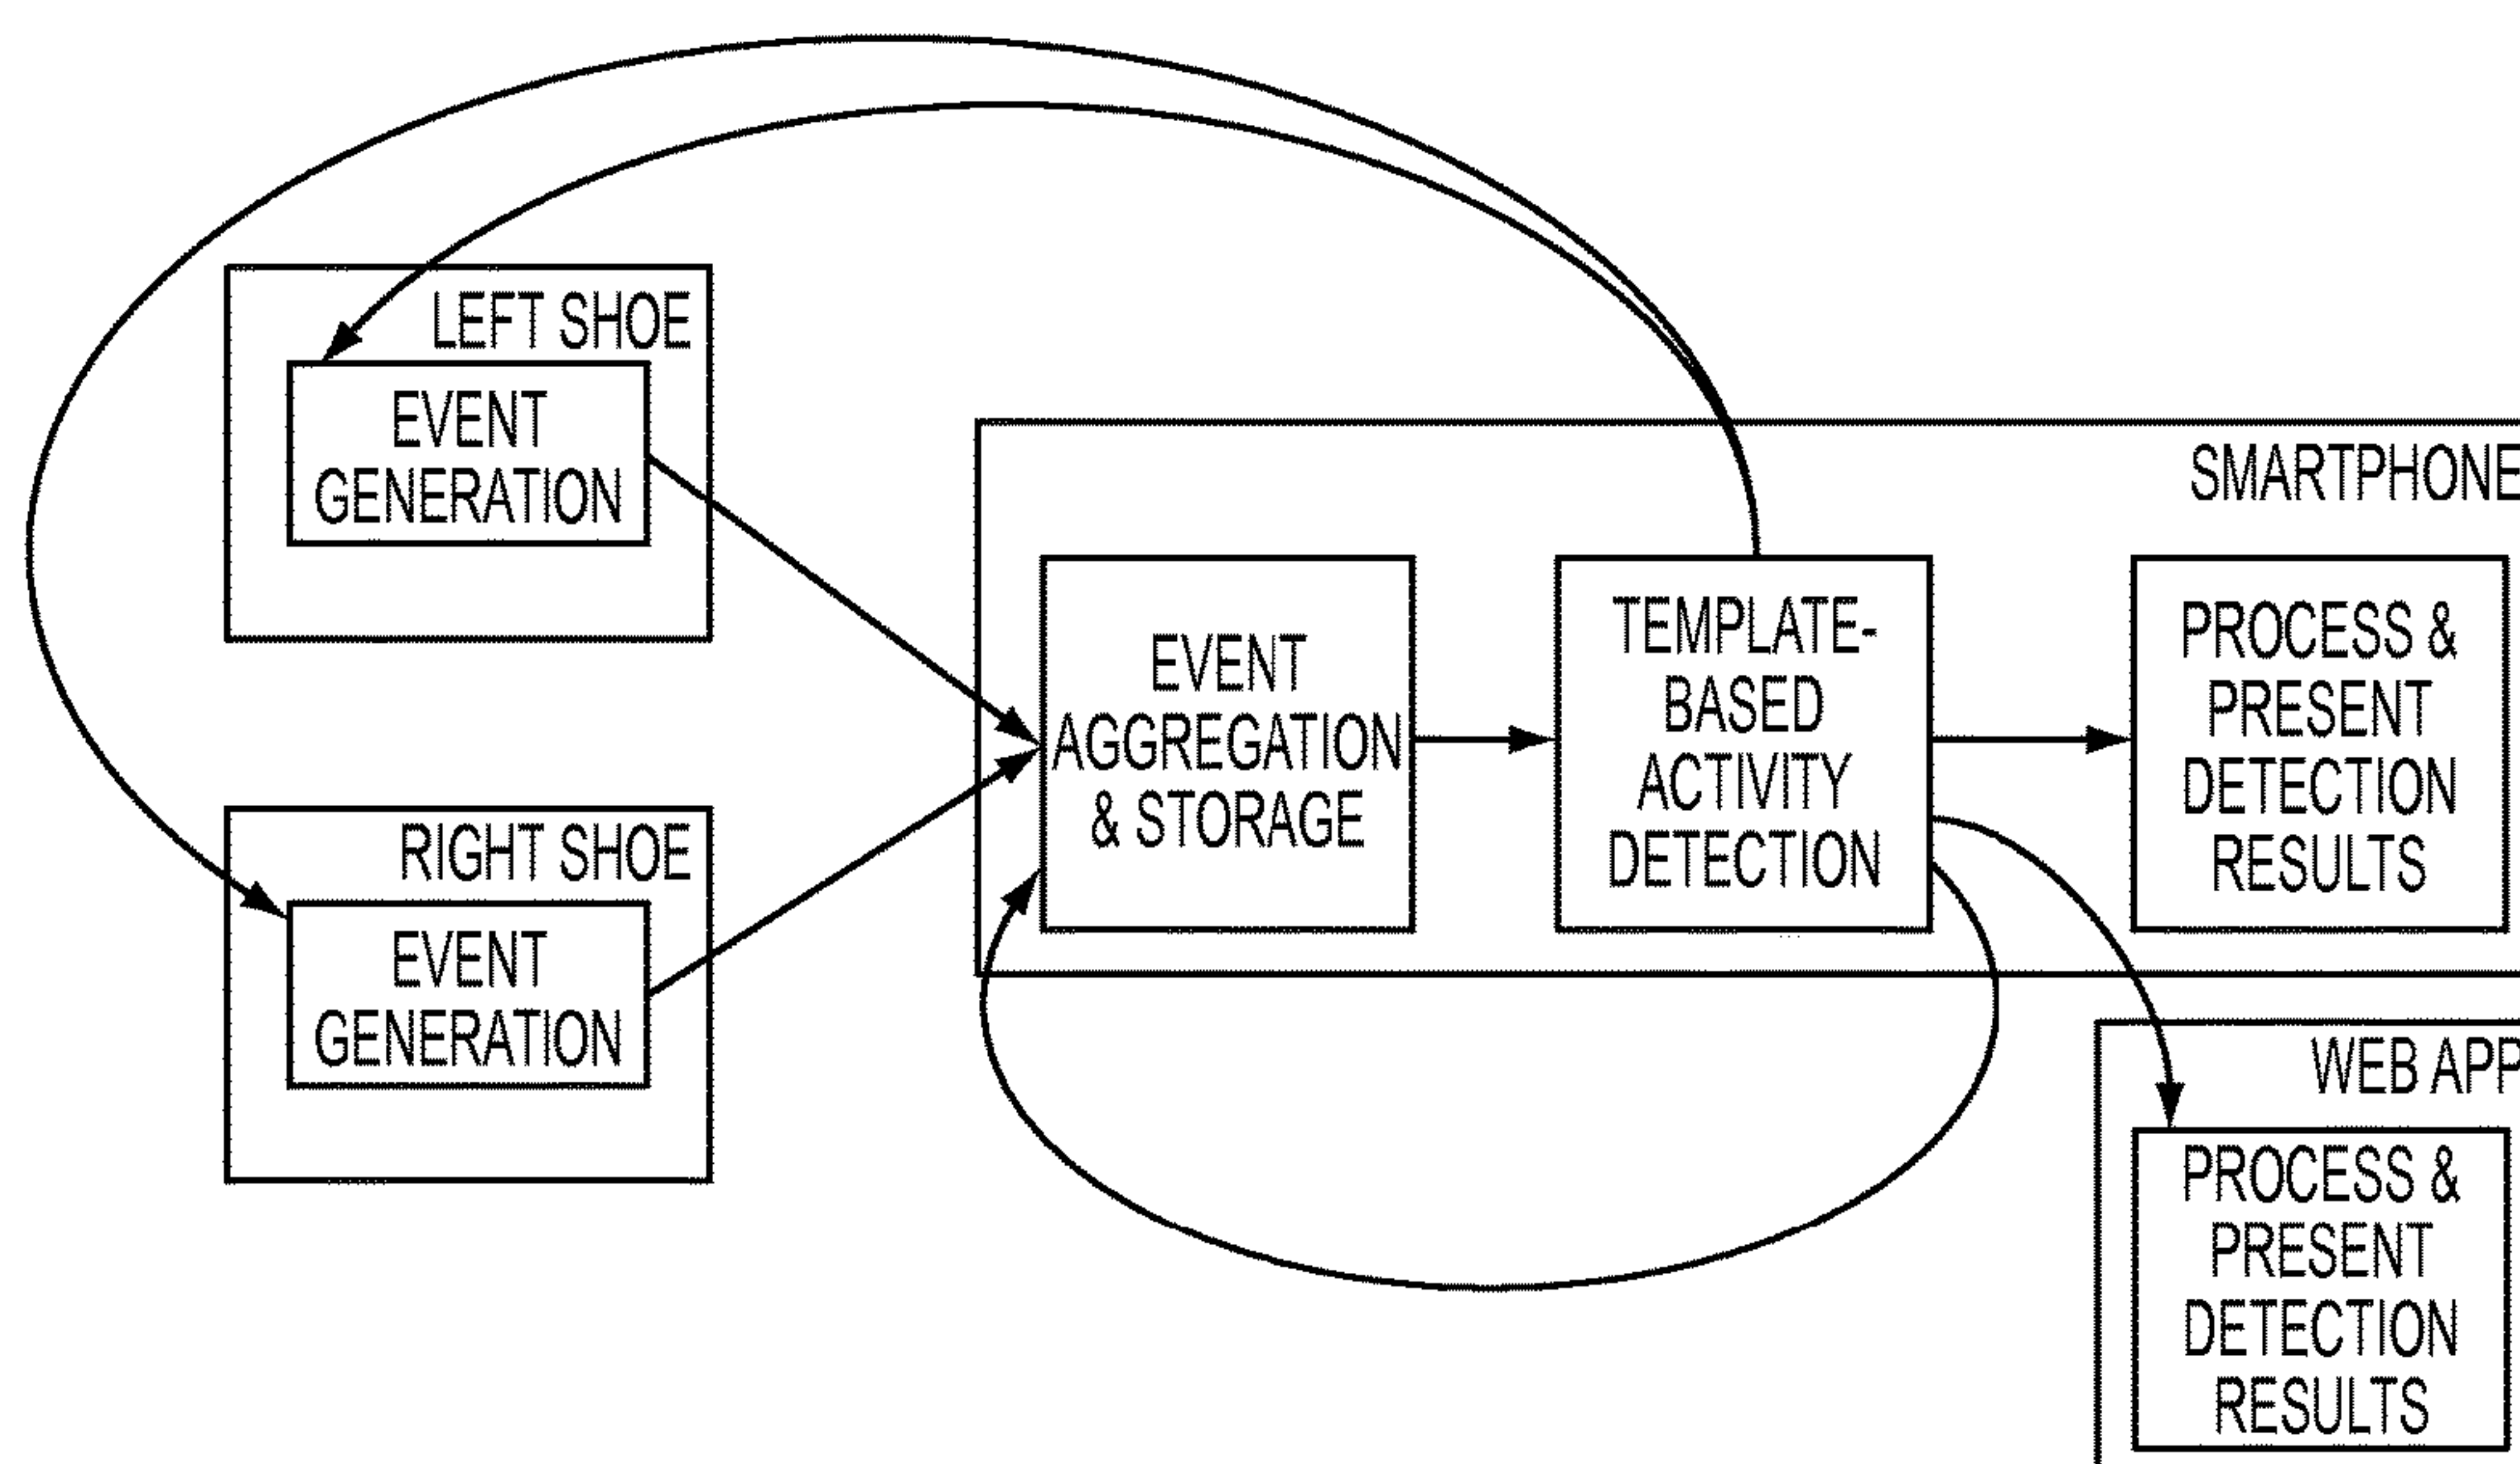 LEFT SHOE
EVENT
GENERATION
RIGHT SHOE
EVENT
GENERATION
SMARTPHONE
EVENT
AGGREGATION
& STORAGE
TEMPLATE-
BASED
ACTIVITY
DETECTION
PROCESS &
PRESENT
DETECTION
RESULTS
WEB APP
PROCESS &
PRESENT
DETECTION
RESULTS